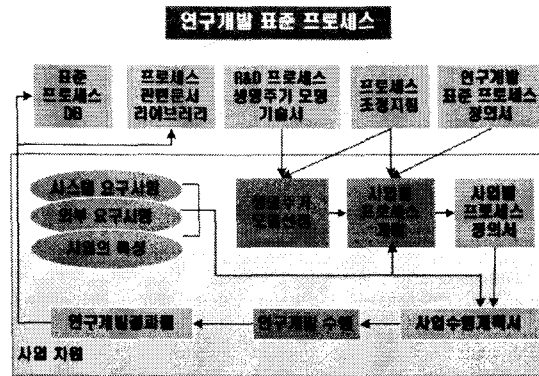 연구개발 표준 프로세스
표준
프로세스
DB
프로세스
관련문서
라이브러리
R&D 프로세스
생명주기 모델
기술서
프로세스
조정지침
연구개발
표준 프로세스
정의서
시스템 요구사항
외부 요구사항
사업의 특성
생명주기
모델선정
사업별
프로세스
사업별
프로세스
정의서
연구개발결과물
연구개발 수행
사업수행계획서
사업 차원